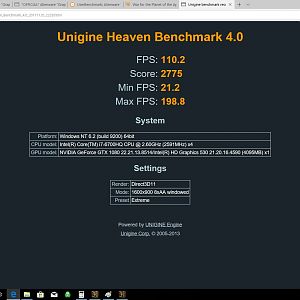 Unigine Heaven Benchmark 4.0
FPS: 110.2
Score: 2775
Min FPS: 21.2
Max FPS: 198.8
System
Platform: Windows NT 6.2 (build 9200) 64bit
CPU model: Intel(R) Core(TM) i7-6700HQ CPU @ 2.60GHz (2591MHz) x4
GPU model: NVIDIA GeForce GTX 1080 22.21.13.8514/Intel(R) HD Graphics 530 21.20.16.4590 (4095MB) x1
Settings
Render: Direct3D11
Mode: 1600x900 8xAA windowed
Preset Extreme
Powered by UNIGINE Engine
Unigine Corp. © 2005-2013